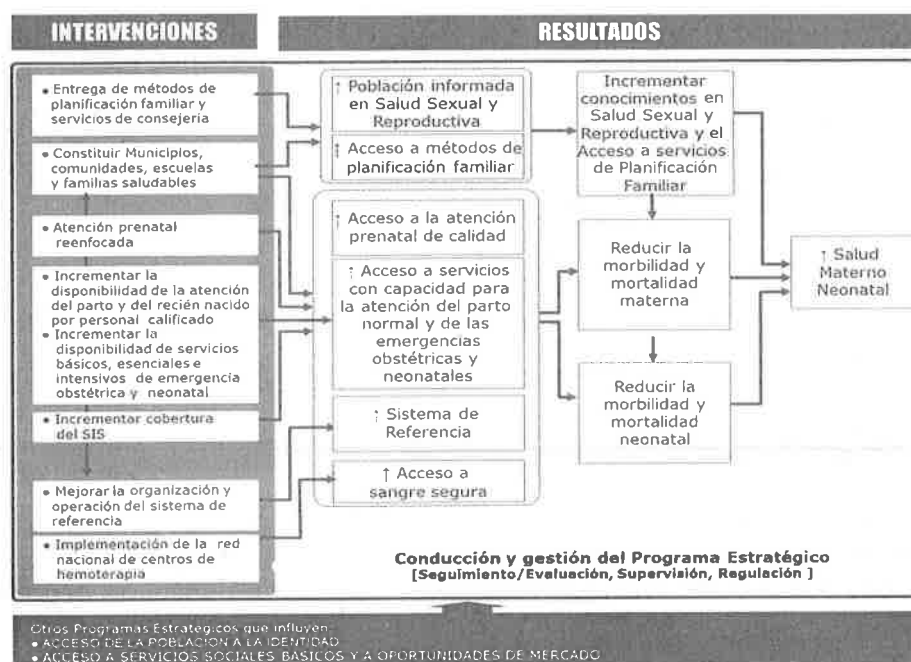 INTERVENCIONES
RESULTADOS
• Entrega de métodos de
planificación familiar y
servicios de consejería
• Constituir Municipios,
comunidades, escuelas
y familias saludables
• Atención prenatal
reenfocada
• Incrementar la
disponibilidad de la atención
del parto y del recién nacido
por personal calificado
• Incrementar la
disponibilidad de servicios
básicos, esenciales e
intensivos de emergencia
obstétrica y neonatal
• Incrementar cobertura
del SIS
• Mejorar la organización y
operación del sistema de
referencia
• Implementación de la red
nacional de centros de
hemoterapia
↑ Población informada
en Salud Sexual y
Reproductiva
↑ Acceso a métodos de
planificación familiar
↑ Acceso a la atención
prenatal de calidad
↑ Acceso a servicios
con capacidad para
la atención del parto
normal y de las
emergencias
obstétricas y
neonatales
↑ Sistema de
Referencia
↑ Acceso a
sangre segura
Incrementar
conocimientos en
Salud Sexual y
Reproductiva y el
Acceso a servicios
de Planificación
Familiar
Reducir la
morbilidad y
mortalidad
materna
Reducir la
morbilidad y
mortalidad
neonatal
↑ Salud
Materno
Neonatal
Conducción y gestión del Programa Estratégico
[Seguimiento/Evaluación, Supervisión, Regulación ]
Otros Programas Estratégicos que influyen:
• ACCESO DE LA POBLACION A LA IDENTIDAD
• ACCESO A SERVICIOS SOCIALES BASICOS Y A OPORTUNIDADES DE MERCADO